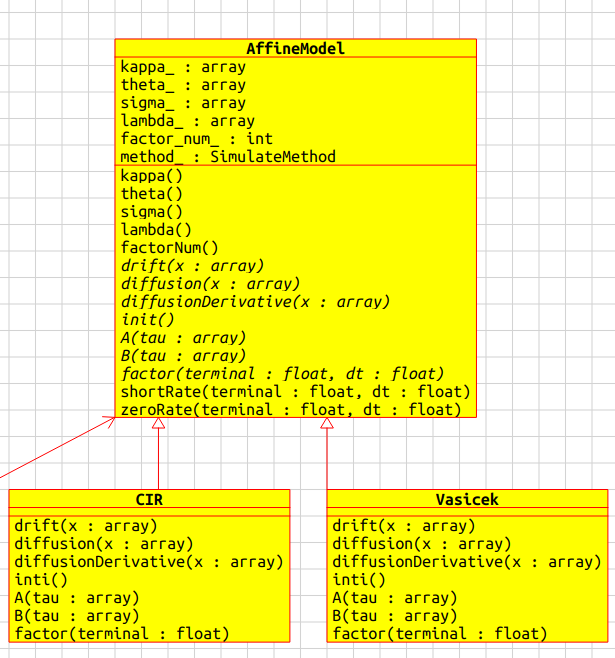 AffineModel
kappa_ : array
theta_ : array
sigma_ : array
lambda_ : array
factor_num_ : int
method_ : SimulateMethod
kappa()
theta()
sigma()
lambda()
factorNum()
drift(x : array)
diffusion(x : array)
diffusionDerivative(x : array)
init()
A(tau : array)
B(tau : array)
factor(terminal : float, dt : float)
shortRate(terminal : float, dt : float)
zeroRate(terminal : float, dt : float)
CIR
drift(x : array)
diffusion(x : array)
diffusionDerivative(x : array)
inti()
A(tau : array)
B(tau : array)
factor(terminal : float)
Vasicek
drift(x : array)
diffusion(x : array)
diffusionDerivative(x : array)
inti()
A(tau : array)
B(tau : array)
factor(terminal : float)